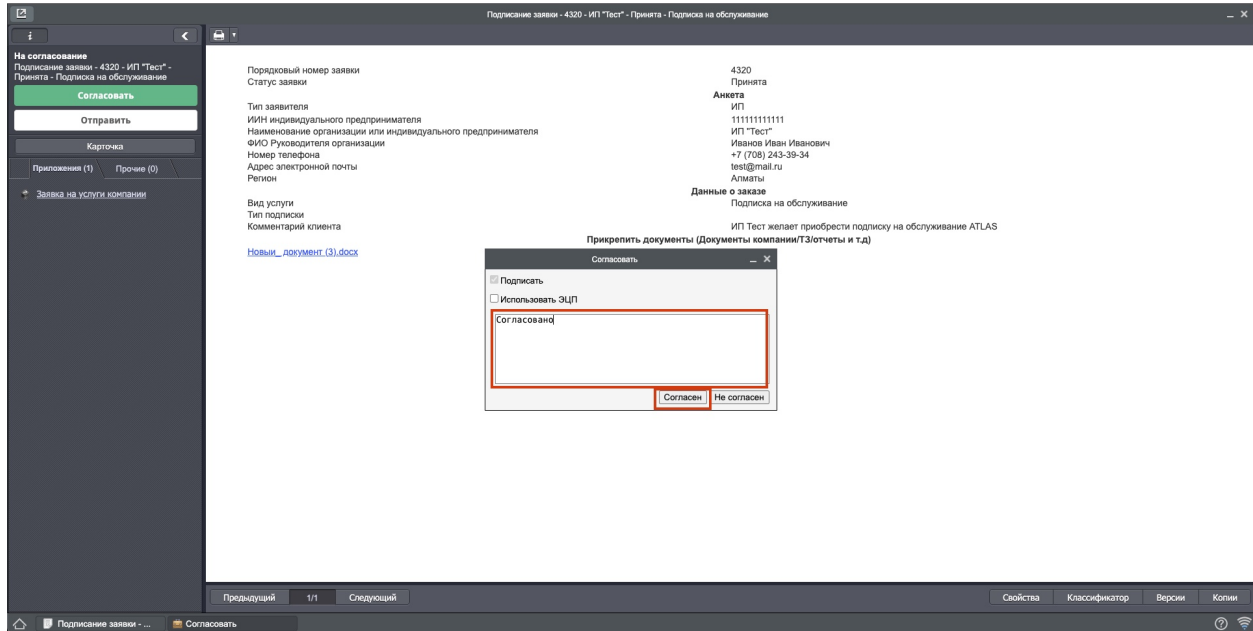 Подписание заявки - 4320 - ИП "Тест" - Принята - Подписка на обслуживание
i
На согласование
Подписание заявки - 4320 - ИП "Тест" -
Принята - Подписка на обслуживание
Согласовать
Отправить
Карточка
Приложения (1) Прочие (0)
Заявка на услуги компании
Порядковый номер заявки 4320
Статус заявки Принята
Анкета
Тип заявителя ИП
ИИН индивидуального предпринимателя 111111111111
Наименование организации или индивидуального предпринимателя ИП "Тест"
ФИО Руководителя организации Иванов Иван Иванович
Номер телефона +7 (708) 243-39-34
Адрес электронной почты test@mail.ru
Регион Алматы
Данные о заказе
Вид услуги Подписка на обслуживание
Тип подписки
Комментарий клиента ИП Тест желает приобрести подписку на обслуживание ATLAS
Прикрепить документы (Документы компании/ТЗ/отчеты и т.д)
Новыи_ документ (3).docx
Согласовать
Подписать
Использовать ЭЦП
Согласовано
Согласен Не согласен
Предыдущий 1/1 Следующий Свойства Классификатор Версии Копии
Подписание заявки - ... Согласовать